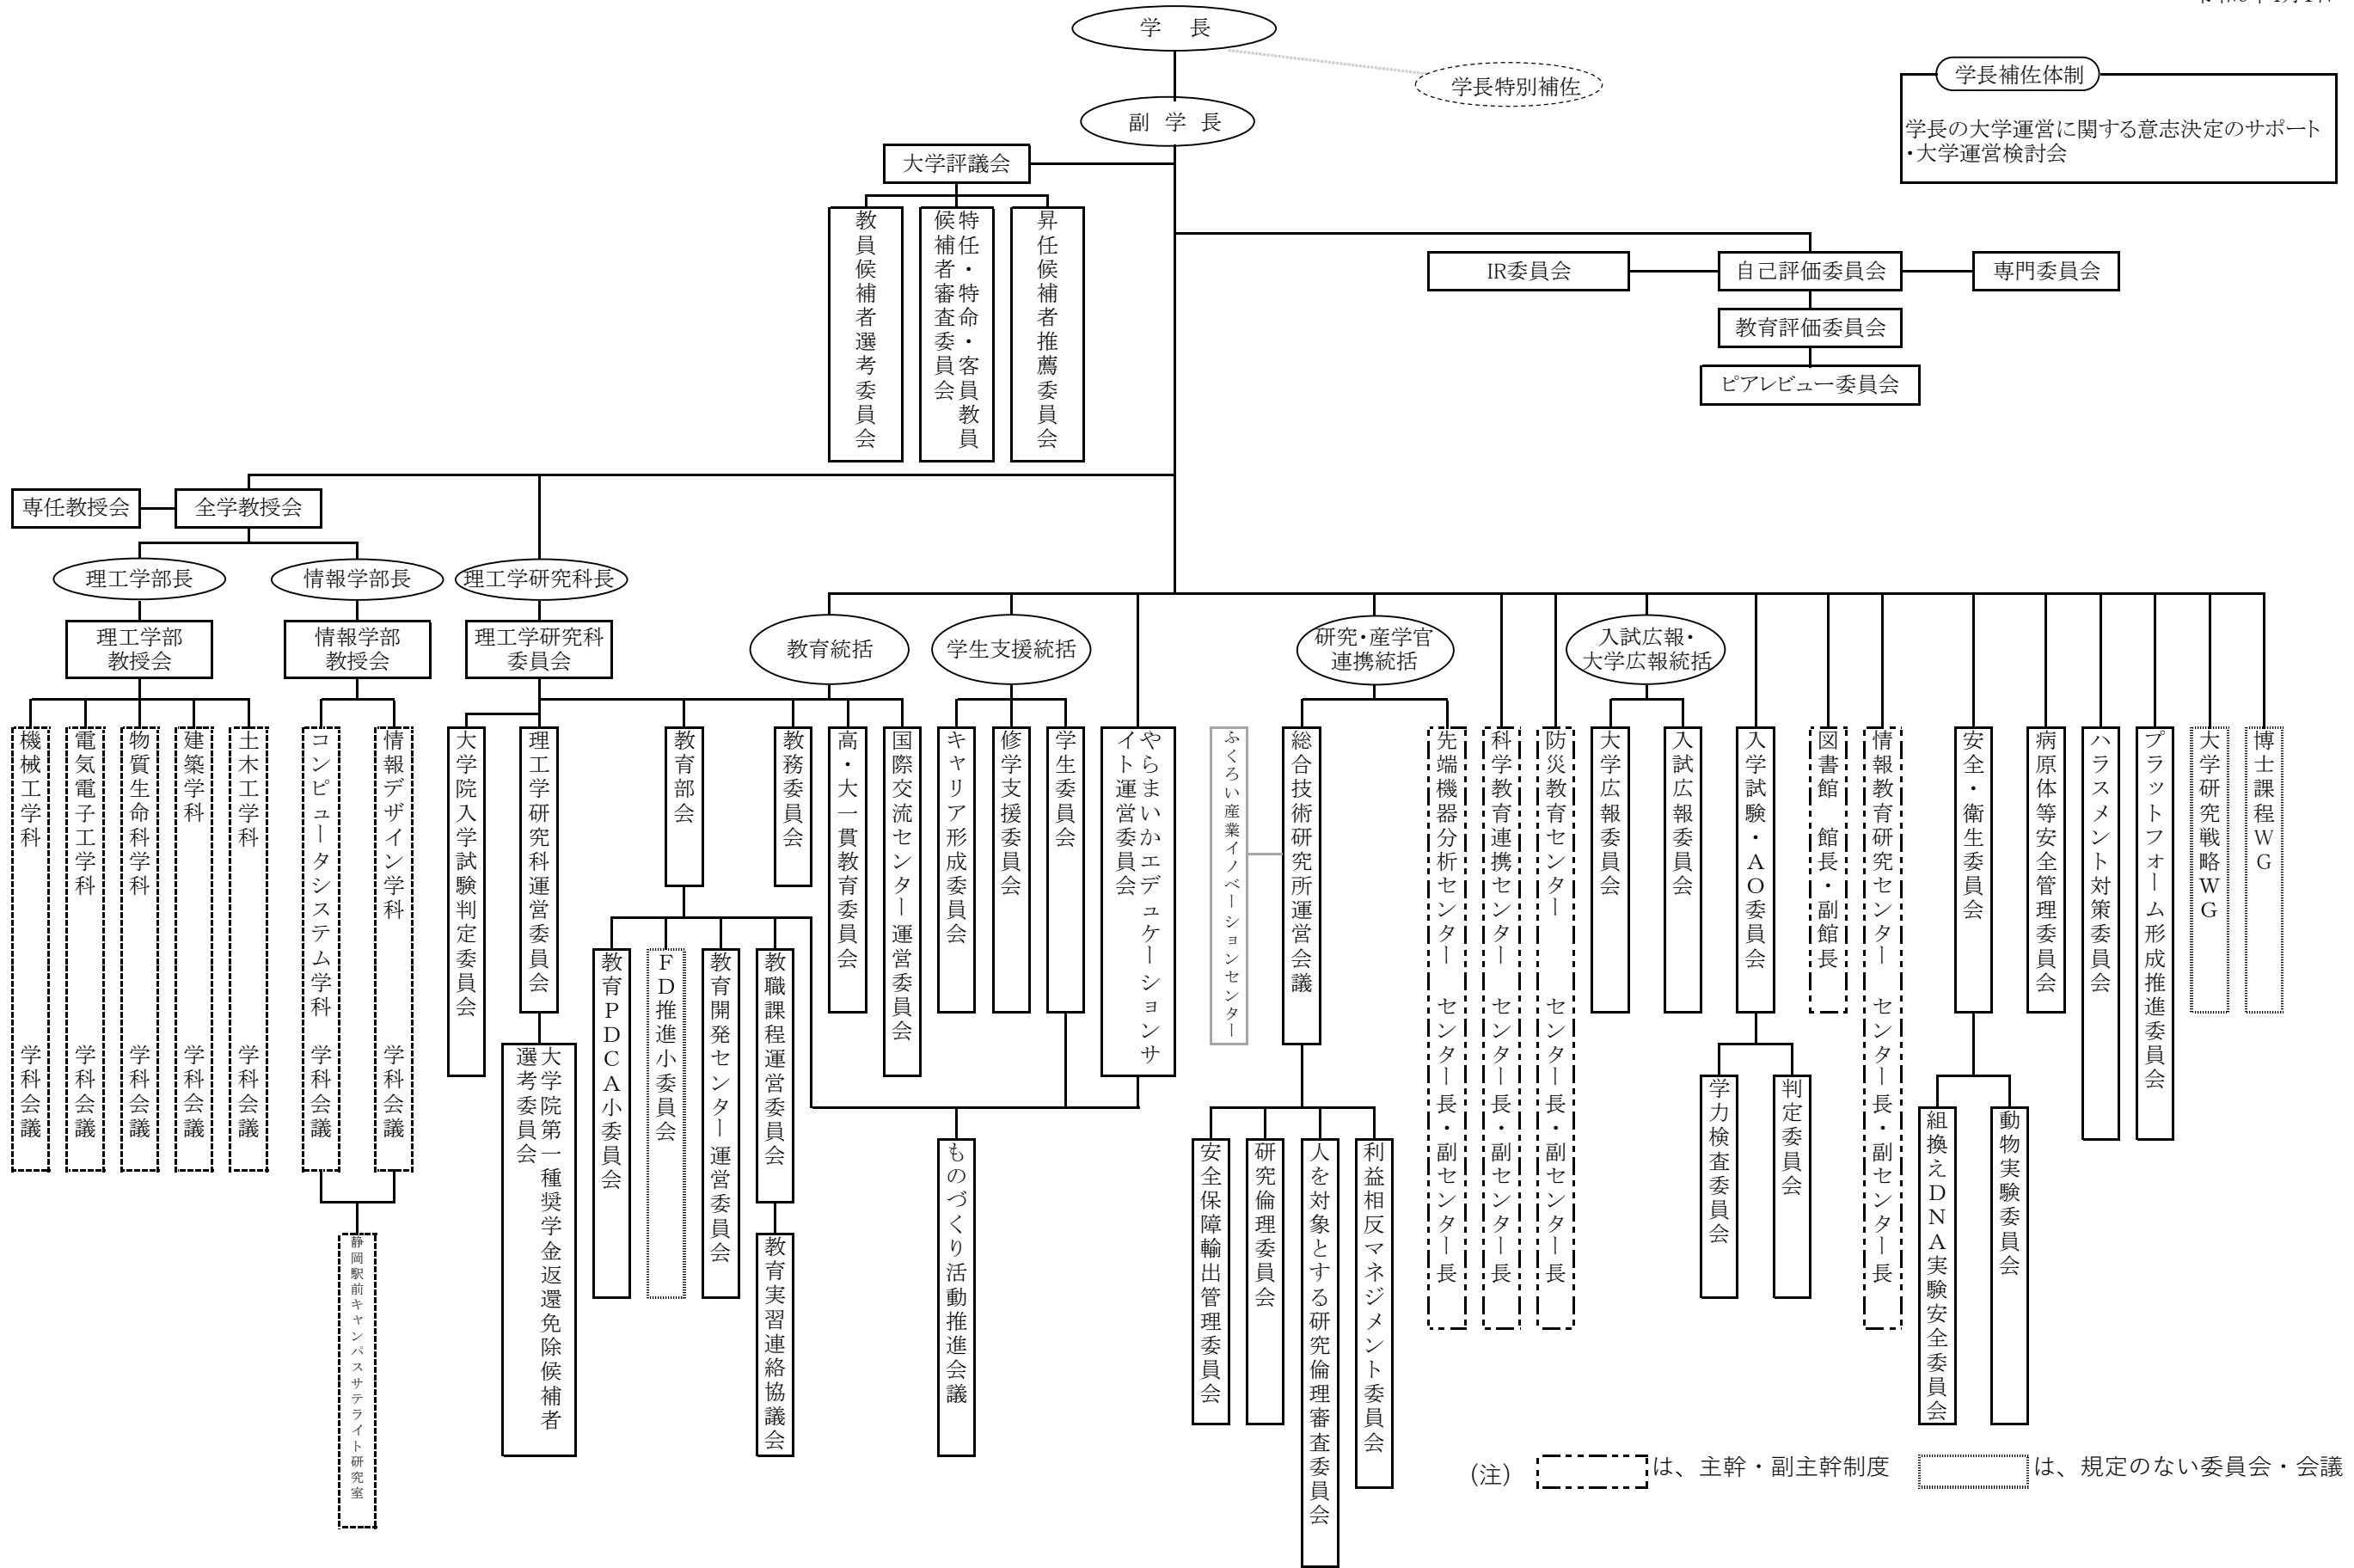 学 長
学長特別補佐
学長補佐体制
学長の大学運営に関する意志決定のサポート
・大学運営検討会
副 学 長
大学評議会
教員候補者選考委員会
特任・特命・客員教員
候補者審査委員会
昇任候補者推薦委員会
IR委員会
自己評価委員会
専門委員会
教育評価委員会
ピアレビュー委員会
専任教授会
全学教授会
理工学部長
情報学部長
理工学研究科長
理工学部
教授会
情報学部
教授会
理工学研究科
委員会
教育統括
学生支援統括
研究・産学官
連携統括
入試広報・
大学広報統括
機械工学科 学科会議
電気電子工学科 学科会議
物質生命科学科 学科会議
建築学科 学科会議
土木工学科 学科会議
コンピュータシステム学科 学科会議
情報デザイン学科 学科会議
静岡駅前キャンパスサテライト研究室
大学院入学試験判定委員会
理工学研究科運営委員会
大学院第一種奨学金返還免除候補者
選考委員会
教育部会
教育PDCA小委員会
FD推進小委員会
教育開発センター運営委員会
教職課程運営委員会
教育実習連絡協議会
教務委員会
高・大一貫教育委員会
国際交流センター運営委員会
キャリア形成委員会
修学支援委員会
学生委員会
やらまいかエデュケーションサ
イト運営委員会
ものづくり活動推進会議
ふくろい産業イノベーションセンター
総合技術研究所運営会議
安全保障輸出管理委員会
研究倫理委員会
人を対象とする研究倫理審査委員会
利益相反マネジメント委員会
先端機器分析センター センター長・副センター長
科学教育連携センター センター長・副センター長
防災教育センター センター長・副センター長
大学広報委員会
入試広報委員会
入学試験・AO委員会
学力検査委員会
判定委員会
図書館 館長・副館長
情報教育研究センター センター長・副センター長
安全・衛生委員会
組換えDNA実験安全委員会
動物実験委員会
病原体等安全管理委員会
ハラスメント対策委員会
プラットフォーム形成推進委員会
大学研究戦略WG
博士課程WG
(注) は、主幹・副主幹制度 は、規定のない委員会・会議